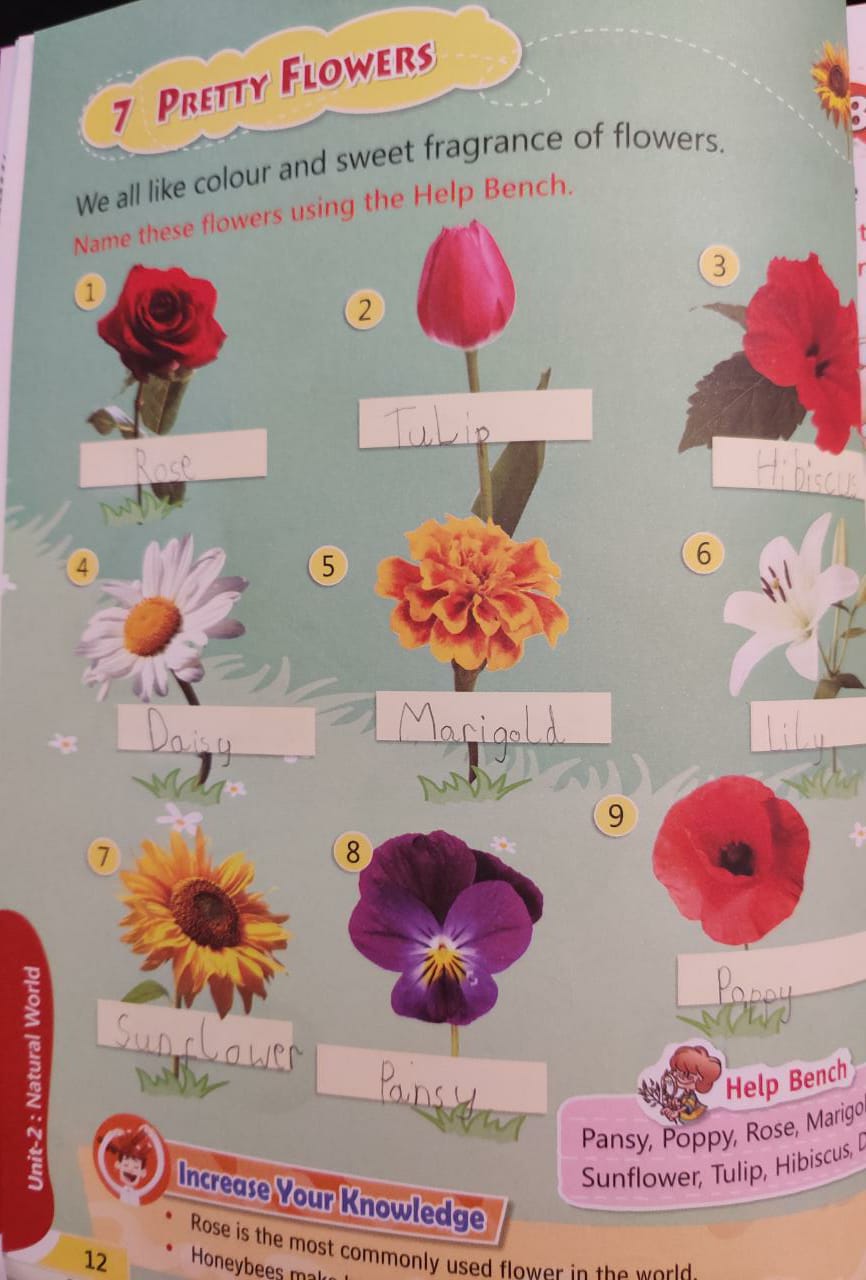 7 PRETTY FLOWERS
We all like colour and sweet fragrance of flowers.
Name these flowers using the Help Bench.
1
2
3
Rose
TuLip
Hibiscus
4
5
6
Daisy
Marigold
Lily
7
8
9
Sunflower
Pansy
Poppy
Help Bench
Pansy, Poppy, Rose, Marigol
Sunflower, Tulip, Hibiscus, D
Increase Your Knowledge
• Rose is the most commonly used flower in the world.
• Honeybees make
Unit-2 : Natural World
12
8